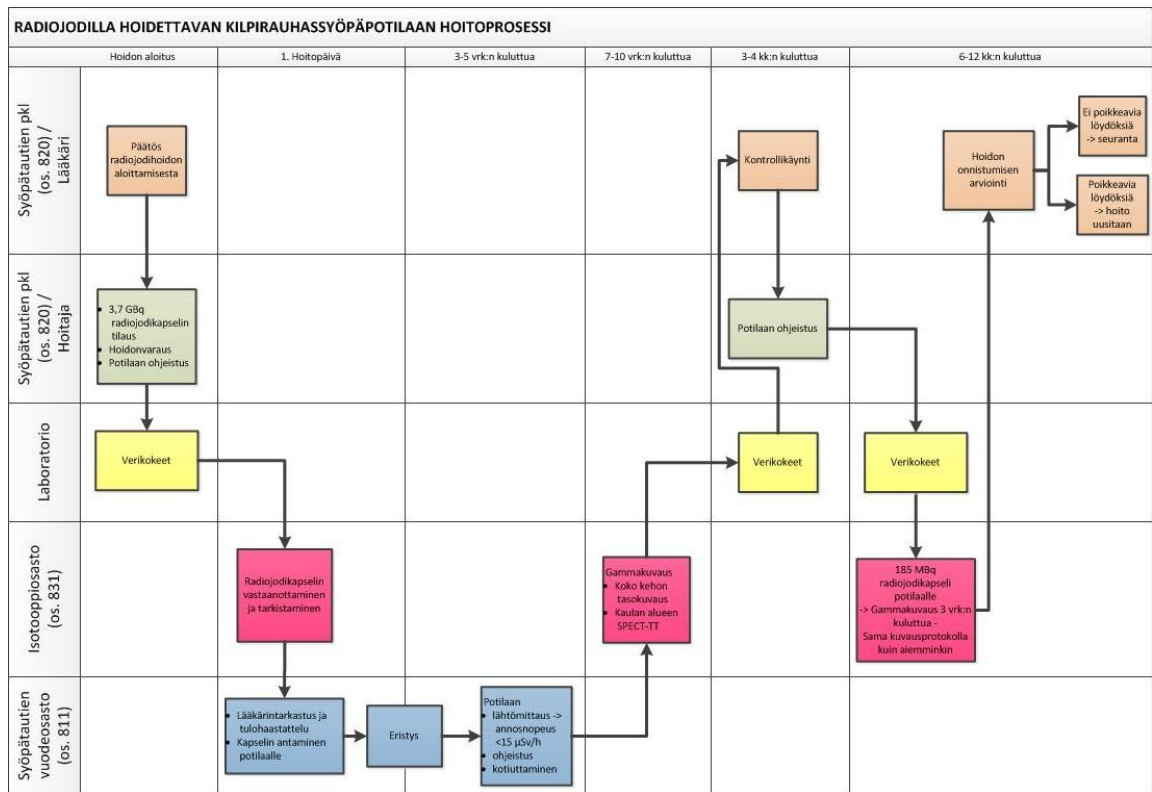 RADIOJODILLA HOIDETTAVAN KILPIRAUHASSYÖPÄPOTILAAN HOITOPROSESSI
Hoidon aloitus
1. Hoitopäivä
3-5 vrk:n kuluttua
7-10 vrk:n kuluttua
3-4 kk:n kuluttua
6-12 kk:n kuluttua
Syöpätautien pkl
(os. 820) /
Lääkäri
Päätös
radiojodihoidon
aloittamisesta
Kontrollikäynti
Hoidon
onnistumisen
arviointi
Ei poikkeavia
löydöksiä
-> seuranta
Poikkeavia
löydöksiä
-> hoito
uusitaan
Syöpätautien pkl
(os. 820) /
Hoitaja
• 3,7 GBq
radiojodikapselin
tilaus
• Hoidonvaraus
• Potilaan ohjeistus
Potilaan ohjeistus
Laboratorio
Verikokeet
Verikokeet
Verikokeet
Isotooppiosasto
(os. 831)
Radiojodikapselin
vastaanottaminen
ja tarkistaminen
Gammakuvaus
• Koko kehon
tasokuvaus
• Kaulan alueen
SPECT-TT
185 MBq
radiojodikapseli
potilaalle
-> Gammakuvaus 3 vrk:n
kuluttua -
Sama kuvausprotokolla
kuin aiemminkin
Syöpätautien
vuodeosasto
(os. 811)
• Lääkärintarkastus ja
tulohaastattelu
• Kapselin antaminen
potilaalle
Eristys
Potilaan
• lähtömittaus ->
annosnopeus
<15 µSv/h
• ohjeistus
• kotiuttaminen